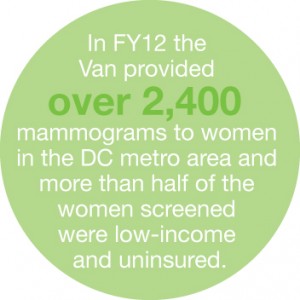 In FY12 the
Van provided
over 2,400
mammograms to women
in the DC metro area and
more than half of the
women screened
were low-income
and uninsured.